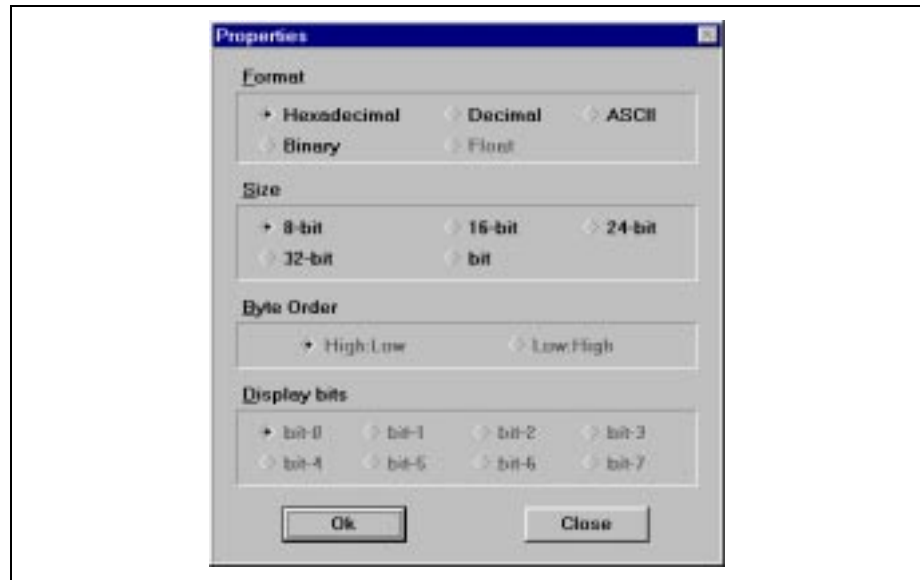 Properties
Format
Hexadecimal Decimal ASCII
Binary Float
Size
8-bit 16-bit 24-bit
32-bit bit
Byte Order
High:Low Low:High
Display bits
bit-0 bit-1 bit-2 bit-3
bit-4 bit-5 bit-6 bit-7
Ok Close